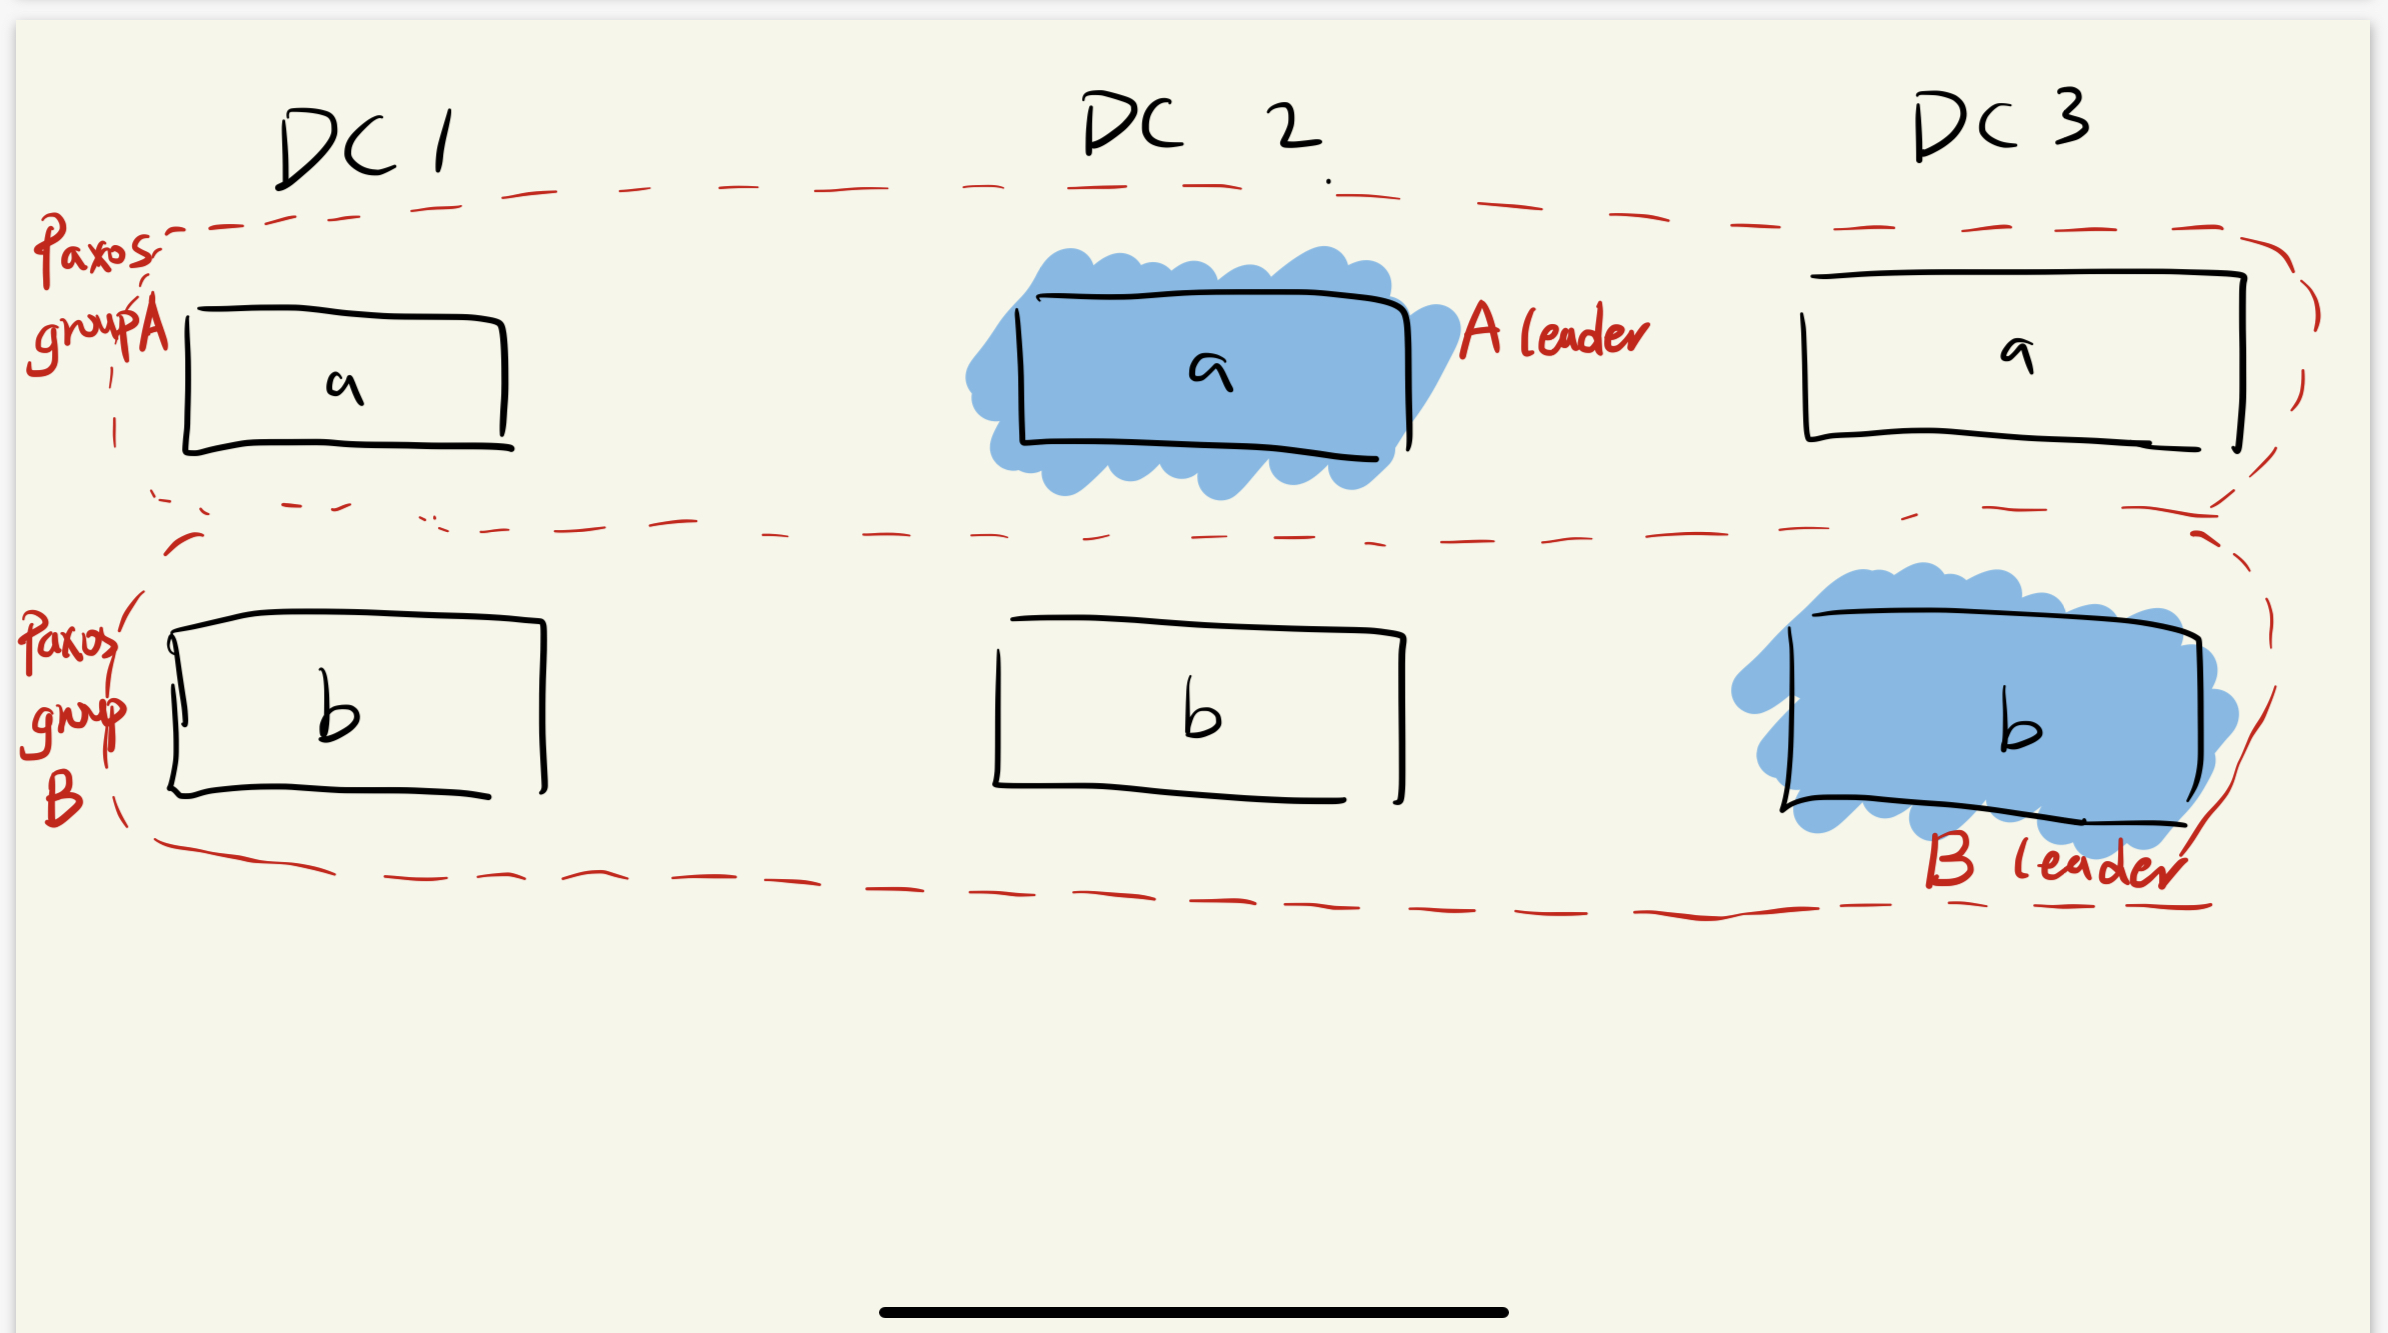 DC 1
DC 2
DC 3
Paxos
group A
a
a
A leader
a
Paxos
group
B
b
b
b
B leader